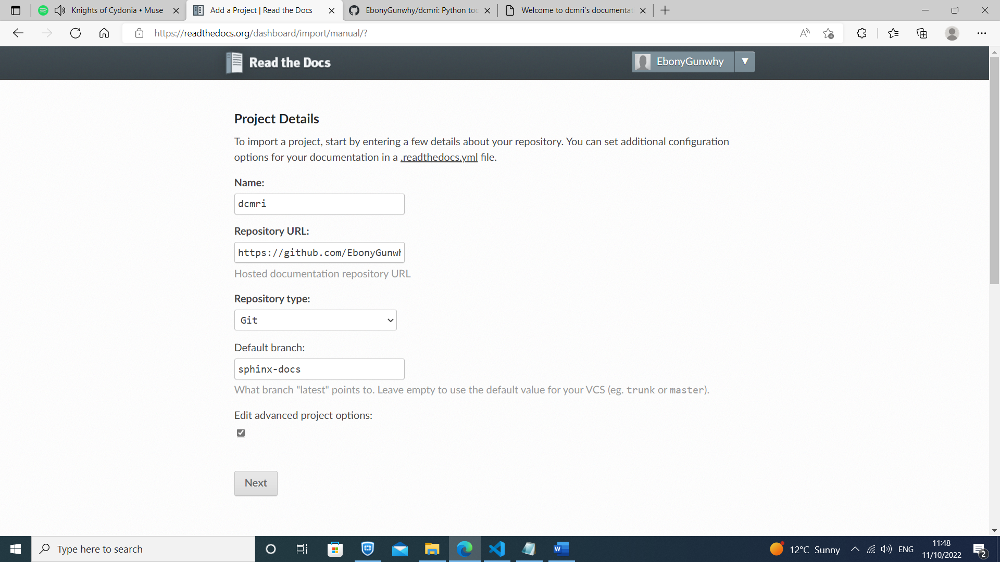 Knights of Cydonia • Muse
Add a Project | Read the Docs
EbonyGunwhy/dcmri: Python too
Welcome to dcmri's documentat
https://readthedocs.org/dashboard/import/manual/?
Read the Docs
EbonyGunwhy
Project Details
To import a project, start by entering a few details about your repository. You can set additional configuration
options for your documentation in a .readthedocs.yml file.
Name:
dcmri
Repository URL:
https://github.com/EbonyGunwh
Hosted documentation repository URL
Repository type:
Git
Default branch:
sphinx-docs
What branch "latest" points to. Leave empty to use the default value for your VCS (eg. trunk or master).
Edit advanced project options:
Next
Type here to search
12°C Sunny
ENG
11:48
11/10/2022
2